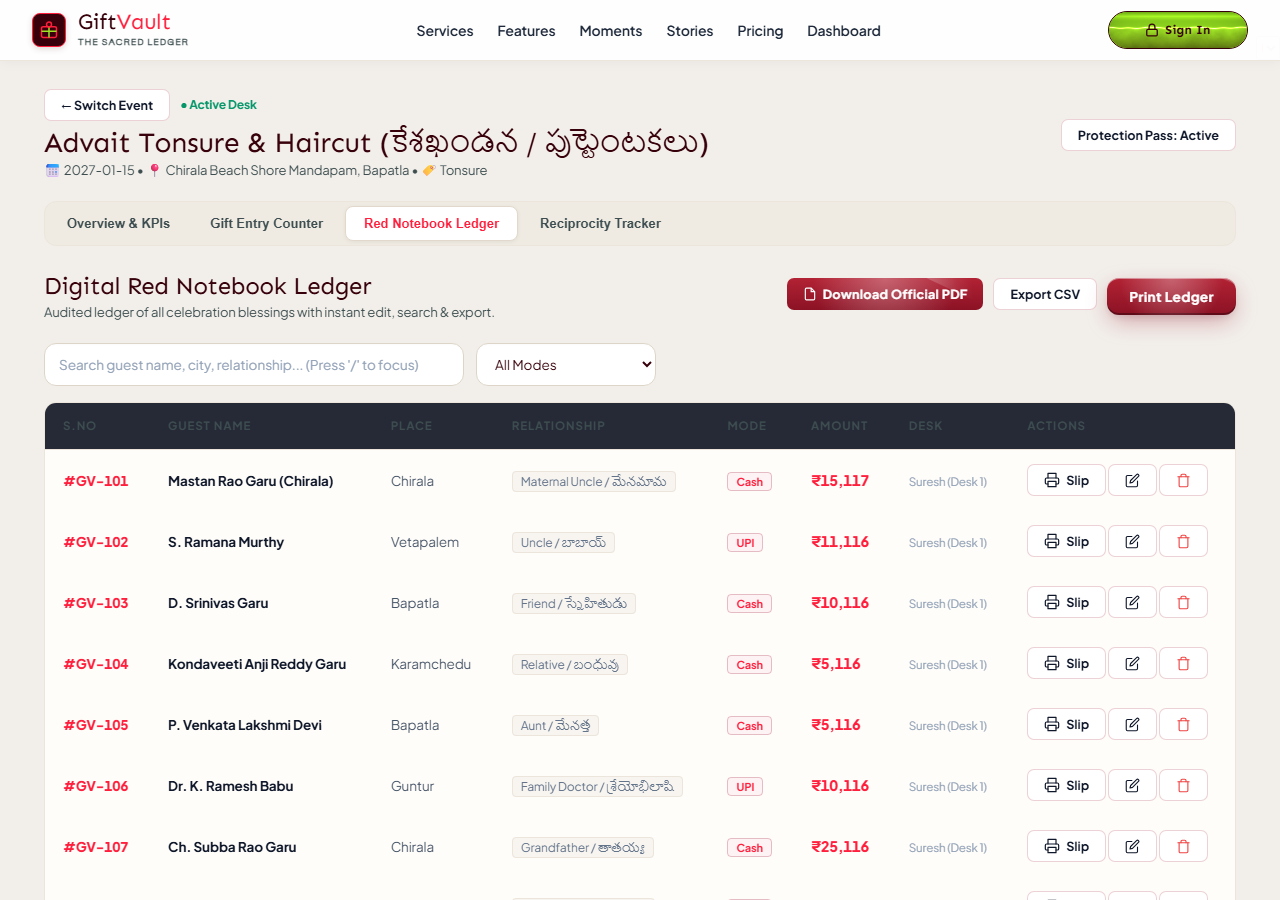 GiftVault
THE SACRED LEDGER
Services Features Moments Stories Pricing Dashboard
Sign In
← Switch Event
● Active Desk
Advait Tonsure & Haircut (కేశఖండన / పుట్టెంటకలు)
2027-01-15 • Chirala Beach Shore Mandapam, Bapatla • Tonsure
Protection Pass: Active
Overview & KPIs Gift Entry Counter Red Notebook Ledger Reciprocity Tracker
Digital Red Notebook Ledger
Audited ledger of all celebration blessings with instant edit, search & export.
Download Official PDF Export CSV Print Ledger
Search guest name, city, relationship... (Press '/' to focus) All Modes
S.NO GUEST NAME PLACE RELATIONSHIP MODE AMOUNT DESK ACTIONS
#GV-101 Mastan Rao Garu (Chirala) Chirala Maternal Uncle / మేనమామ Cash ₹15,117 Suresh (Desk 1) Slip
#GV-102 S. Ramana Murthy Vetapalem Uncle / బాబాయ్ UPI ₹11,116 Suresh (Desk 1) Slip
#GV-103 D. Srinivas Garu Bapatla Friend / స్నేహితుడు Cash ₹10,116 Suresh (Desk 1) Slip
#GV-104 Kondaveeti Anji Reddy Garu Karamchedu Relative / బంధువు Cash ₹5,116 Suresh (Desk 1) Slip
#GV-105 P. Venkata Lakshmi Devi Bapatla Aunt / మేనత్త Cash ₹5,116 Suresh (Desk 1) Slip
#GV-106 Dr. K. Ramesh Babu Guntur Family Doctor / శ్రేయోభిలాషి UPI ₹10,116 Suresh (Desk 1) Slip
#GV-107 Ch. Subba Rao Garu Chirala Grandfather / తాతయ్య Cash ₹25,116 Suresh (Desk 1) Slip